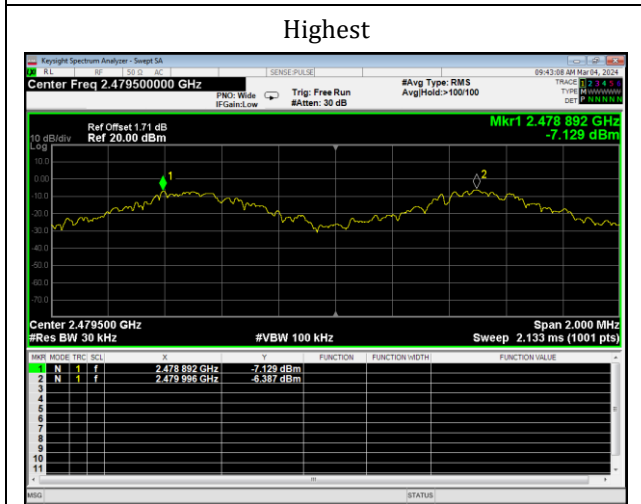 Highest
Keysight Spectrum Analyzer - Swept SA
RL RF 50 Ω AC SENSE:PULSE 09:43:08 AM Mar 04, 2024
Center Freq 2.479500000 GHz #Avg Type: RMS TRACE 1 2 3 4 5
PNO: Wide Trig: Free Run Avg|Hold:>100/100 TYPE MWWWWW
IFGain:Low #Atten: 30 dB DET P N N N N N
Ref Offset 1.71 dB Mkr1 2.478 892 GHz
10 dB/div Ref 20.00 dBm -7.129 dBm
Log
10.0
0.00
1 2
-10.0
-20.0
-30.0
-40.0
-50.0
-60.0
-70.0
Center 2.479500 GHz Span 2.000 MHz
#Res BW 30 kHz #VBW 100 kHz Sweep 2.133 ms (1001 pts)
MKR MODE TRC SCL X Y FUNCTION FUNCTION WIDTH FUNCTION VALUE
1 N 1 f 2.478 892 GHz -7.129 dBm
2 N 1 f 2.479 996 GHz -6.387 dBm
3
4
5
6
7
8
9
10
11
MSG STATUS